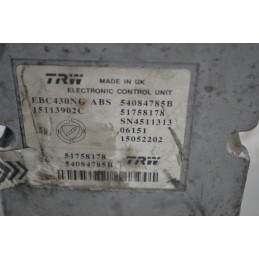 TRW MADE IN UK
ELECTRONIC CONTROL UNIT
EBC430NG ABS 54084785B
15113902C 51758178
SN4511313
06151
15052202
51758178
54084785B TRW